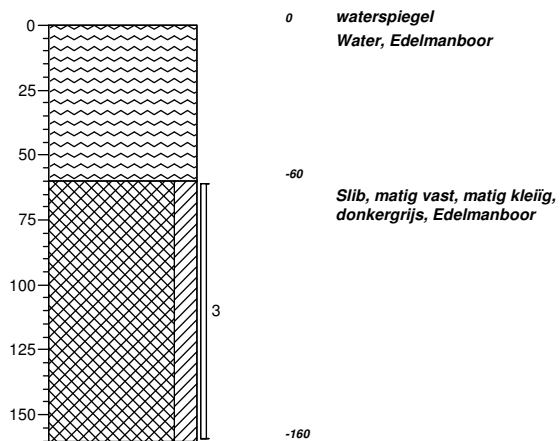 0
waterspiegel
0
Water, Edelmanboor
25
50
-60
Slib, matig vast, matig kleiïg,
donkergrijs, Edelmanboor
75
100
3
125
150
-160